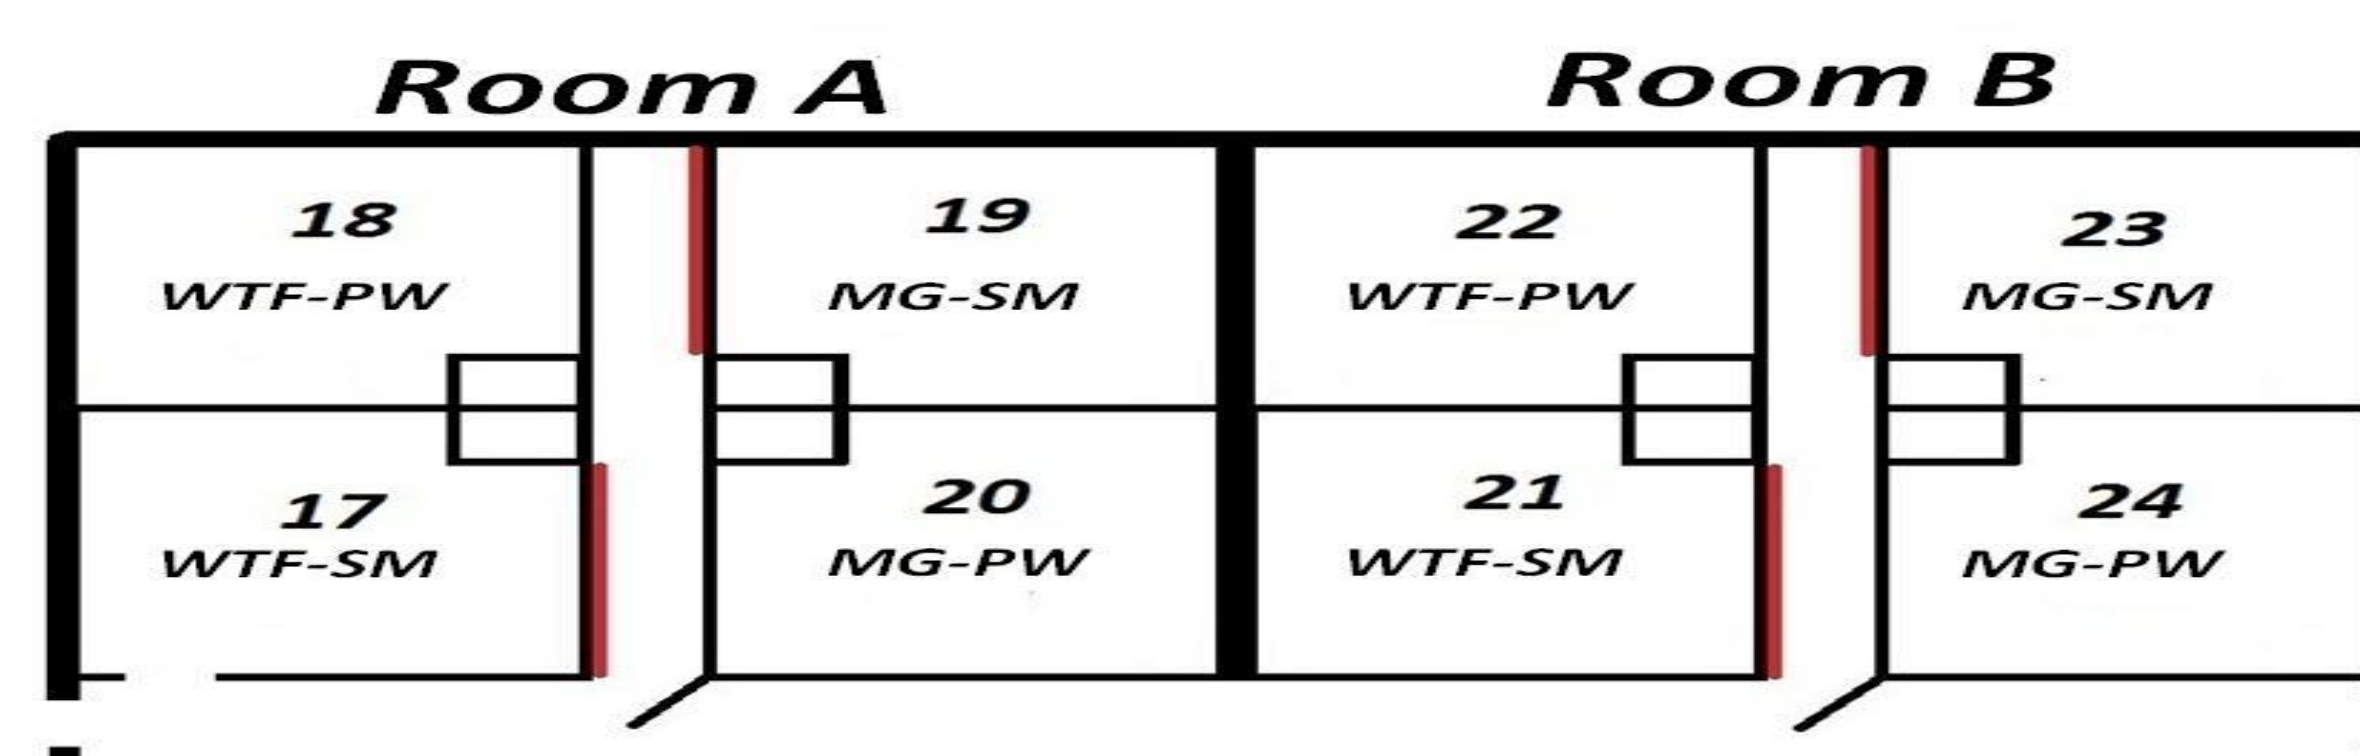 Room A
Room B
18
WTF-PW
19
MG-SM
22
WTF-PW
23
MG-SM
17
WTF-SM
20
MG-PW
21
WTF-SM
24
MG-PW